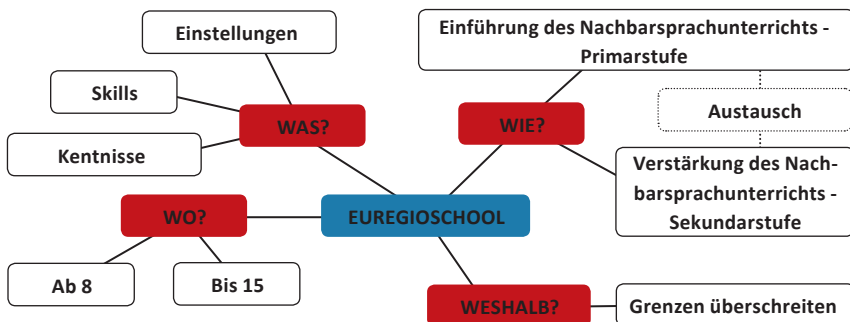 Einstellungen
Einführung des Nachbarsprachunterrichts -
Primarstufe
Skills
WAS?
WIE?
Austausch
Kentnisse
Verstärkung des Nach-
barsprachunterrichts -
Sekundarstufe
WO?
EUREGIOSCHOOL
Ab 8
Bis 15
WESHALB?
Grenzen überschreiten